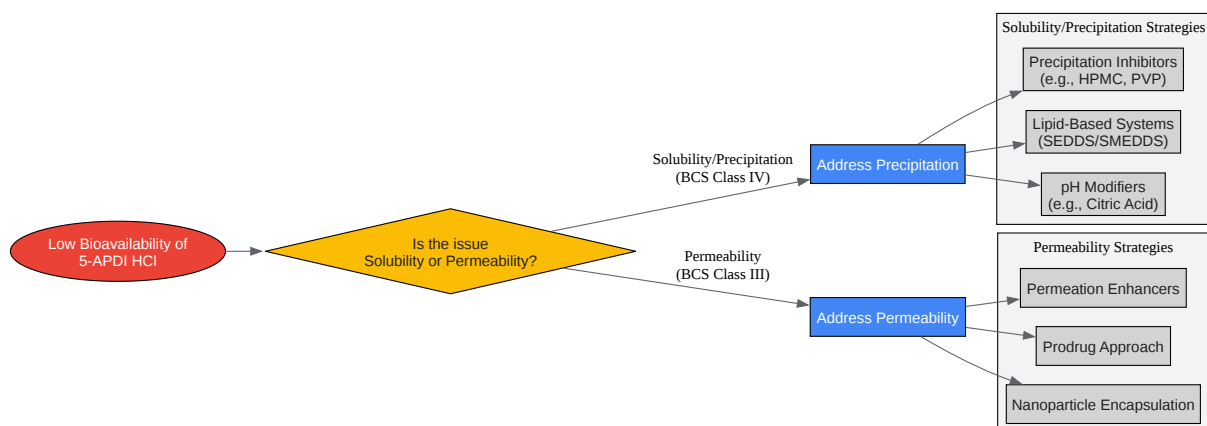 Low Bioavailability of
5-APDI HCl
Is the issue
Solubility or Permeability?
Solubility/Precipitation
(BCS Class IV)
Permeability
(BCS Class III)
Address Precipitation
Address Permeability
Solubility/Precipitation Strategies
Precipitation Inhibitors
(e.g., HPMC, PVP)
Lipid-Based Systems
(SEDDS/SMEDDS)
pH Modifiers
(e.g., Citric Acid)
Permeability Strategies
Permeation Enhancers
Prodrug Approach
Nanoparticle Encapsulation